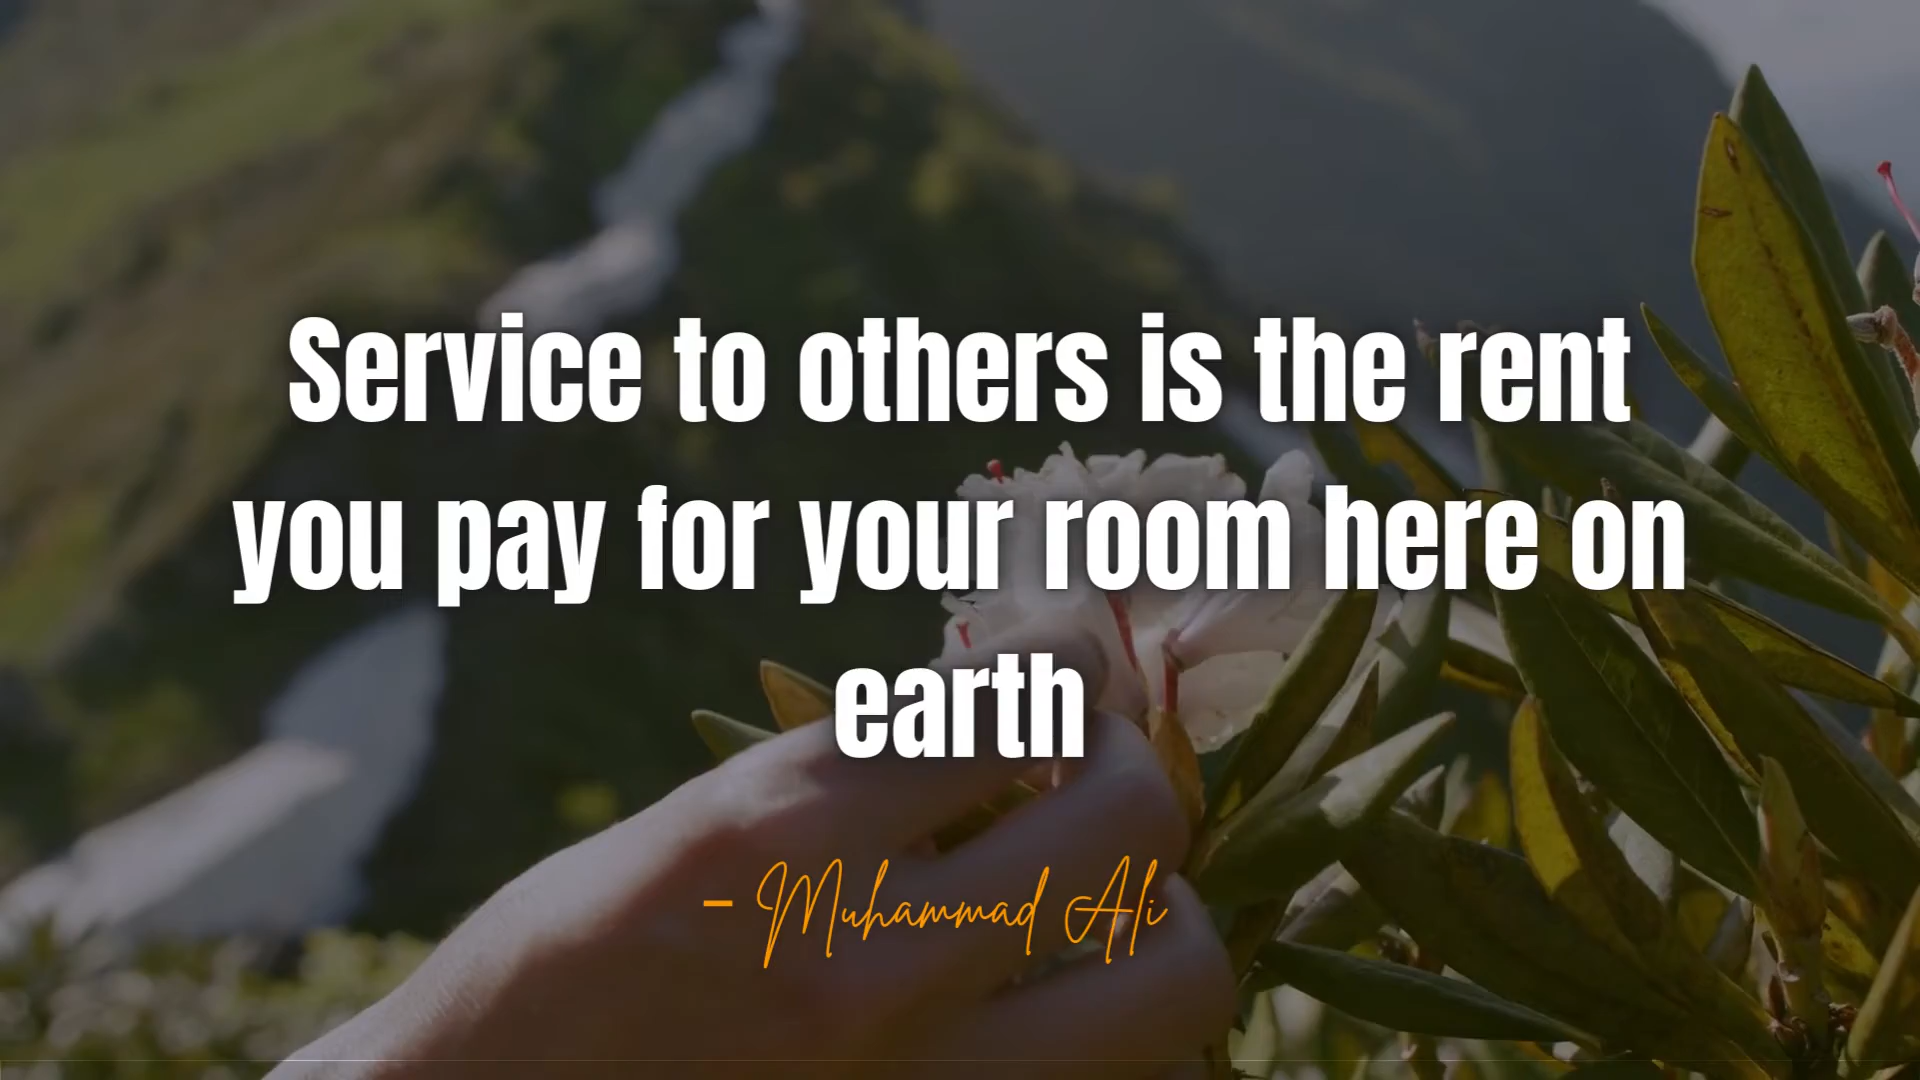 Service to others is the rent
you pay for your room here on
earth
- Muhammad Ali